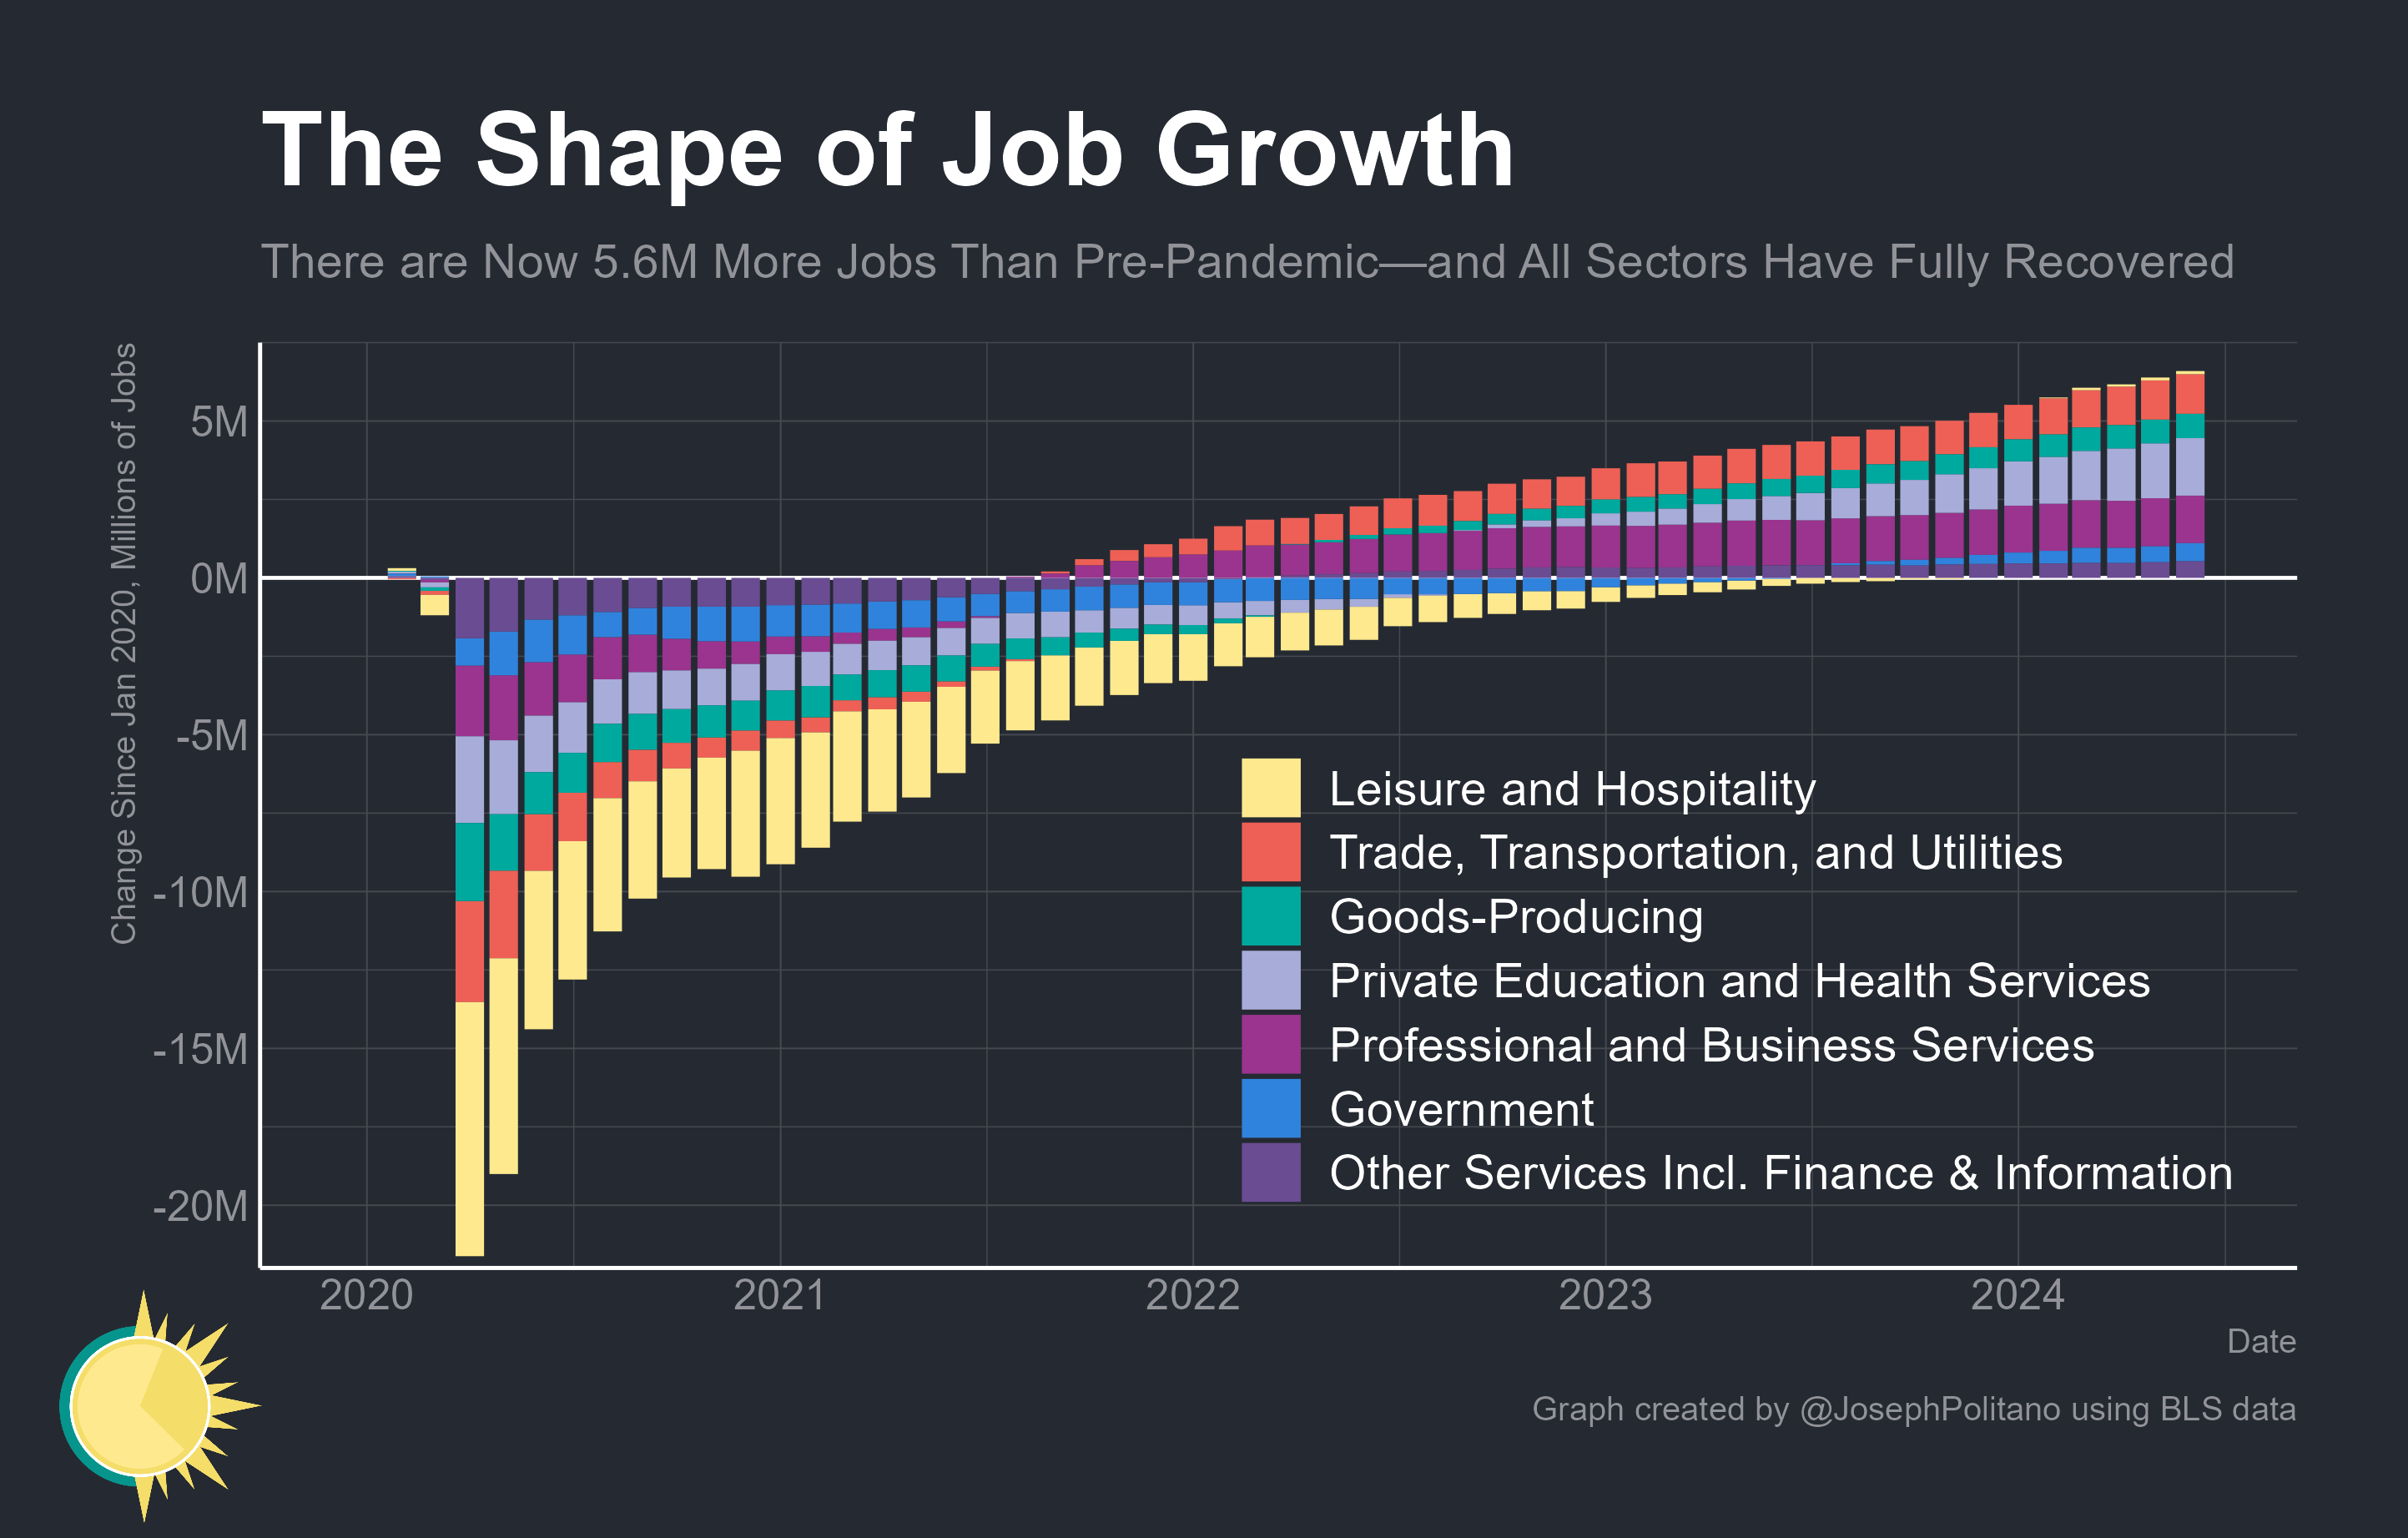 The Shape of Job Growth
There are Now 5.6M More Jobs Than Pre-Pandemic—and All Sectors Have Fully Recovered
Change Since Jan 2020, Millions of Jobs
5M
0M
-5M
-10M
-15M
-20M
Leisure and Hospitality
Trade, Transportation, and Utilities
Goods-Producing
Private Education and Health Services
Professional and Business Services
Government
Other Services Incl. Finance & Information
2020 2021 2022 2023 2024
Date
Graph created by @JosephPolitano using BLS data